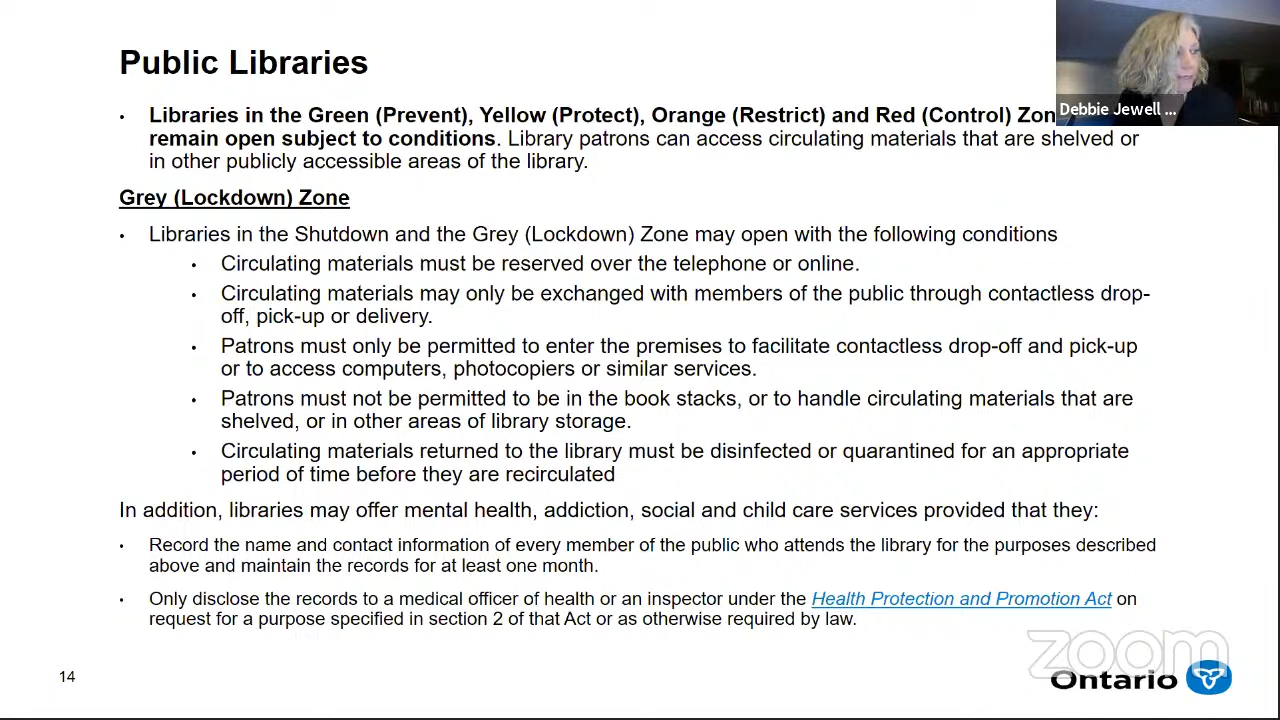 Public Libraries
Debbie Jewell ...
• Libraries in the Green (Prevent), Yellow (Protect), Orange (Restrict) and Red (Control) Zon
remain open subject to conditions. Library patrons can access circulating materials that are shelved or
in other publicly accessible areas of the library.
Grey (Lockdown) Zone
• Libraries in the Shutdown and the Grey (Lockdown) Zone may open with the following conditions
• Circulating materials must be reserved over the telephone or online.
• Circulating materials may only be exchanged with members of the public through contactless drop-
off, pick-up or delivery.
• Patrons must only be permitted to enter the premises to facilitate contactless drop-off and pick-up
or to access computers, photocopiers or similar services.
• Patrons must not be permitted to be in the book stacks, or to handle circulating materials that are
shelved, or in other areas of library storage.
• Circulating materials returned to the library must be disinfected or quarantined for an appropriate
period of time before they are recirculated
In addition, libraries may offer mental health, addiction, social and child care services provided that they:
• Record the name and contact information of every member of the public who attends the library for the purposes described
above and maintain the records for at least one month.
• Only disclose the records to a medical officer of health or an inspector under the Health Protection and Promotion Act on
request for a purpose specified in section 2 of that Act or as otherwise required by law.
zoom
14
Ontario